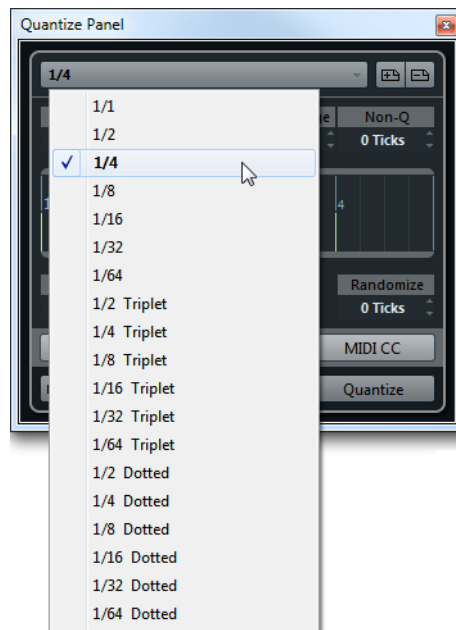 Quantize Panel
1/4
1/1
1/2
1/4
1/8
1/16
1/32
1/64
1/2 Triplet
1/4 Triplet
1/8 Triplet
1/16 Triplet
1/32 Triplet
1/64 Triplet
1/2 Dotted
1/4 Dotted
1/8 Dotted
1/16 Dotted
1/32 Dotted
1/64 Dotted
Non-Q
0 Ticks
4
Randomize
0 Ticks
MIDI CC
Quantize